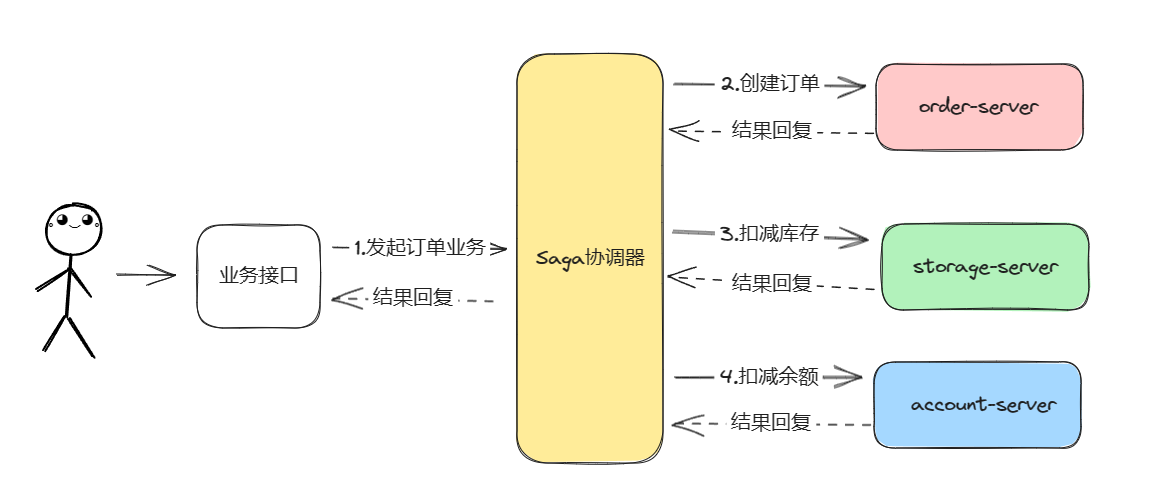 业务接口
1.发起订单业务
结果回复
Saga协调器
2.创建订单
结果回复
order-server
3.扣减库存
结果回复
storage-server
4.扣减余额
结果回复
account-server